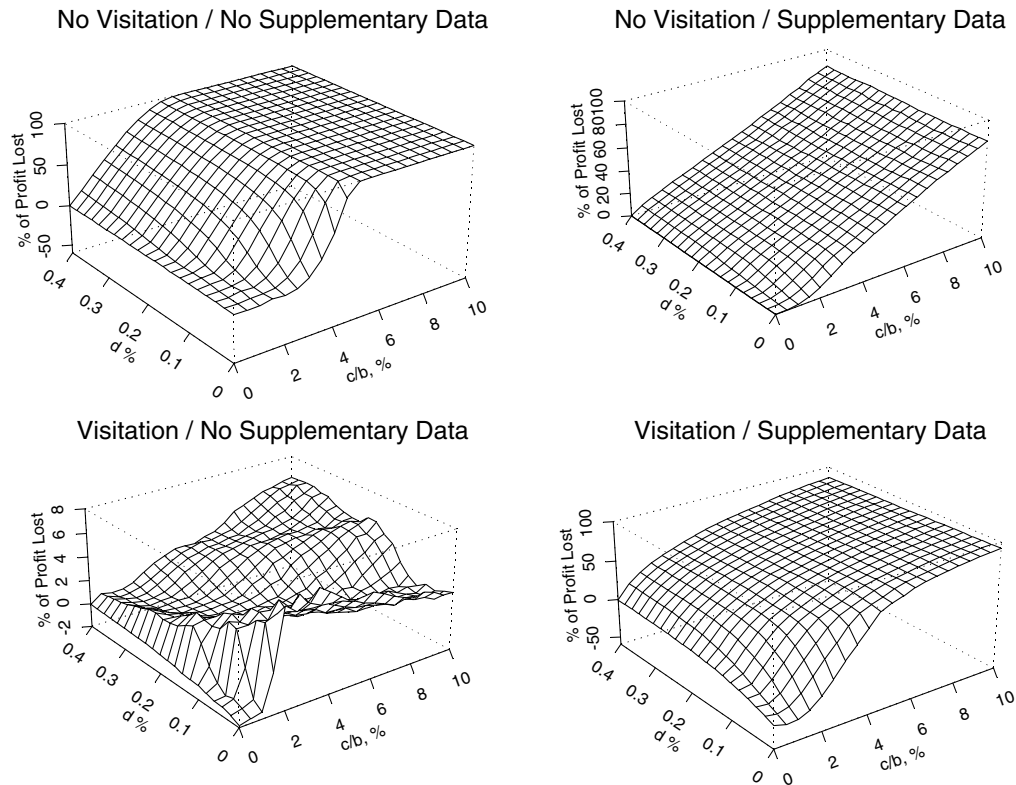 No Visitation / No Supplementary Data
% of Profit Lost
-50 0 50 100
0.4 0.3 0.2 0.1 0
d %
0 2 4 6 8 10
c/b, %
No Visitation / Supplementary Data
% of Profit Lost
0 20 40 60 80 100
0.4 0.3 0.2 0.1 0
d %
0 2 4 6 8 10
c/b, %
Visitation / No Supplementary Data
% of Profit Lost
-2 0 2 4 6 8
0.4 0.3 0.2 0.1 0
d %
0 2 4 6 8 10
c/b, %
Visitation / Supplementary Data
% of Profit Lost
-50 0 50 100
0.4 0.3 0.2 0.1 0
d %
0 2 4 6 8 10
c/b, %